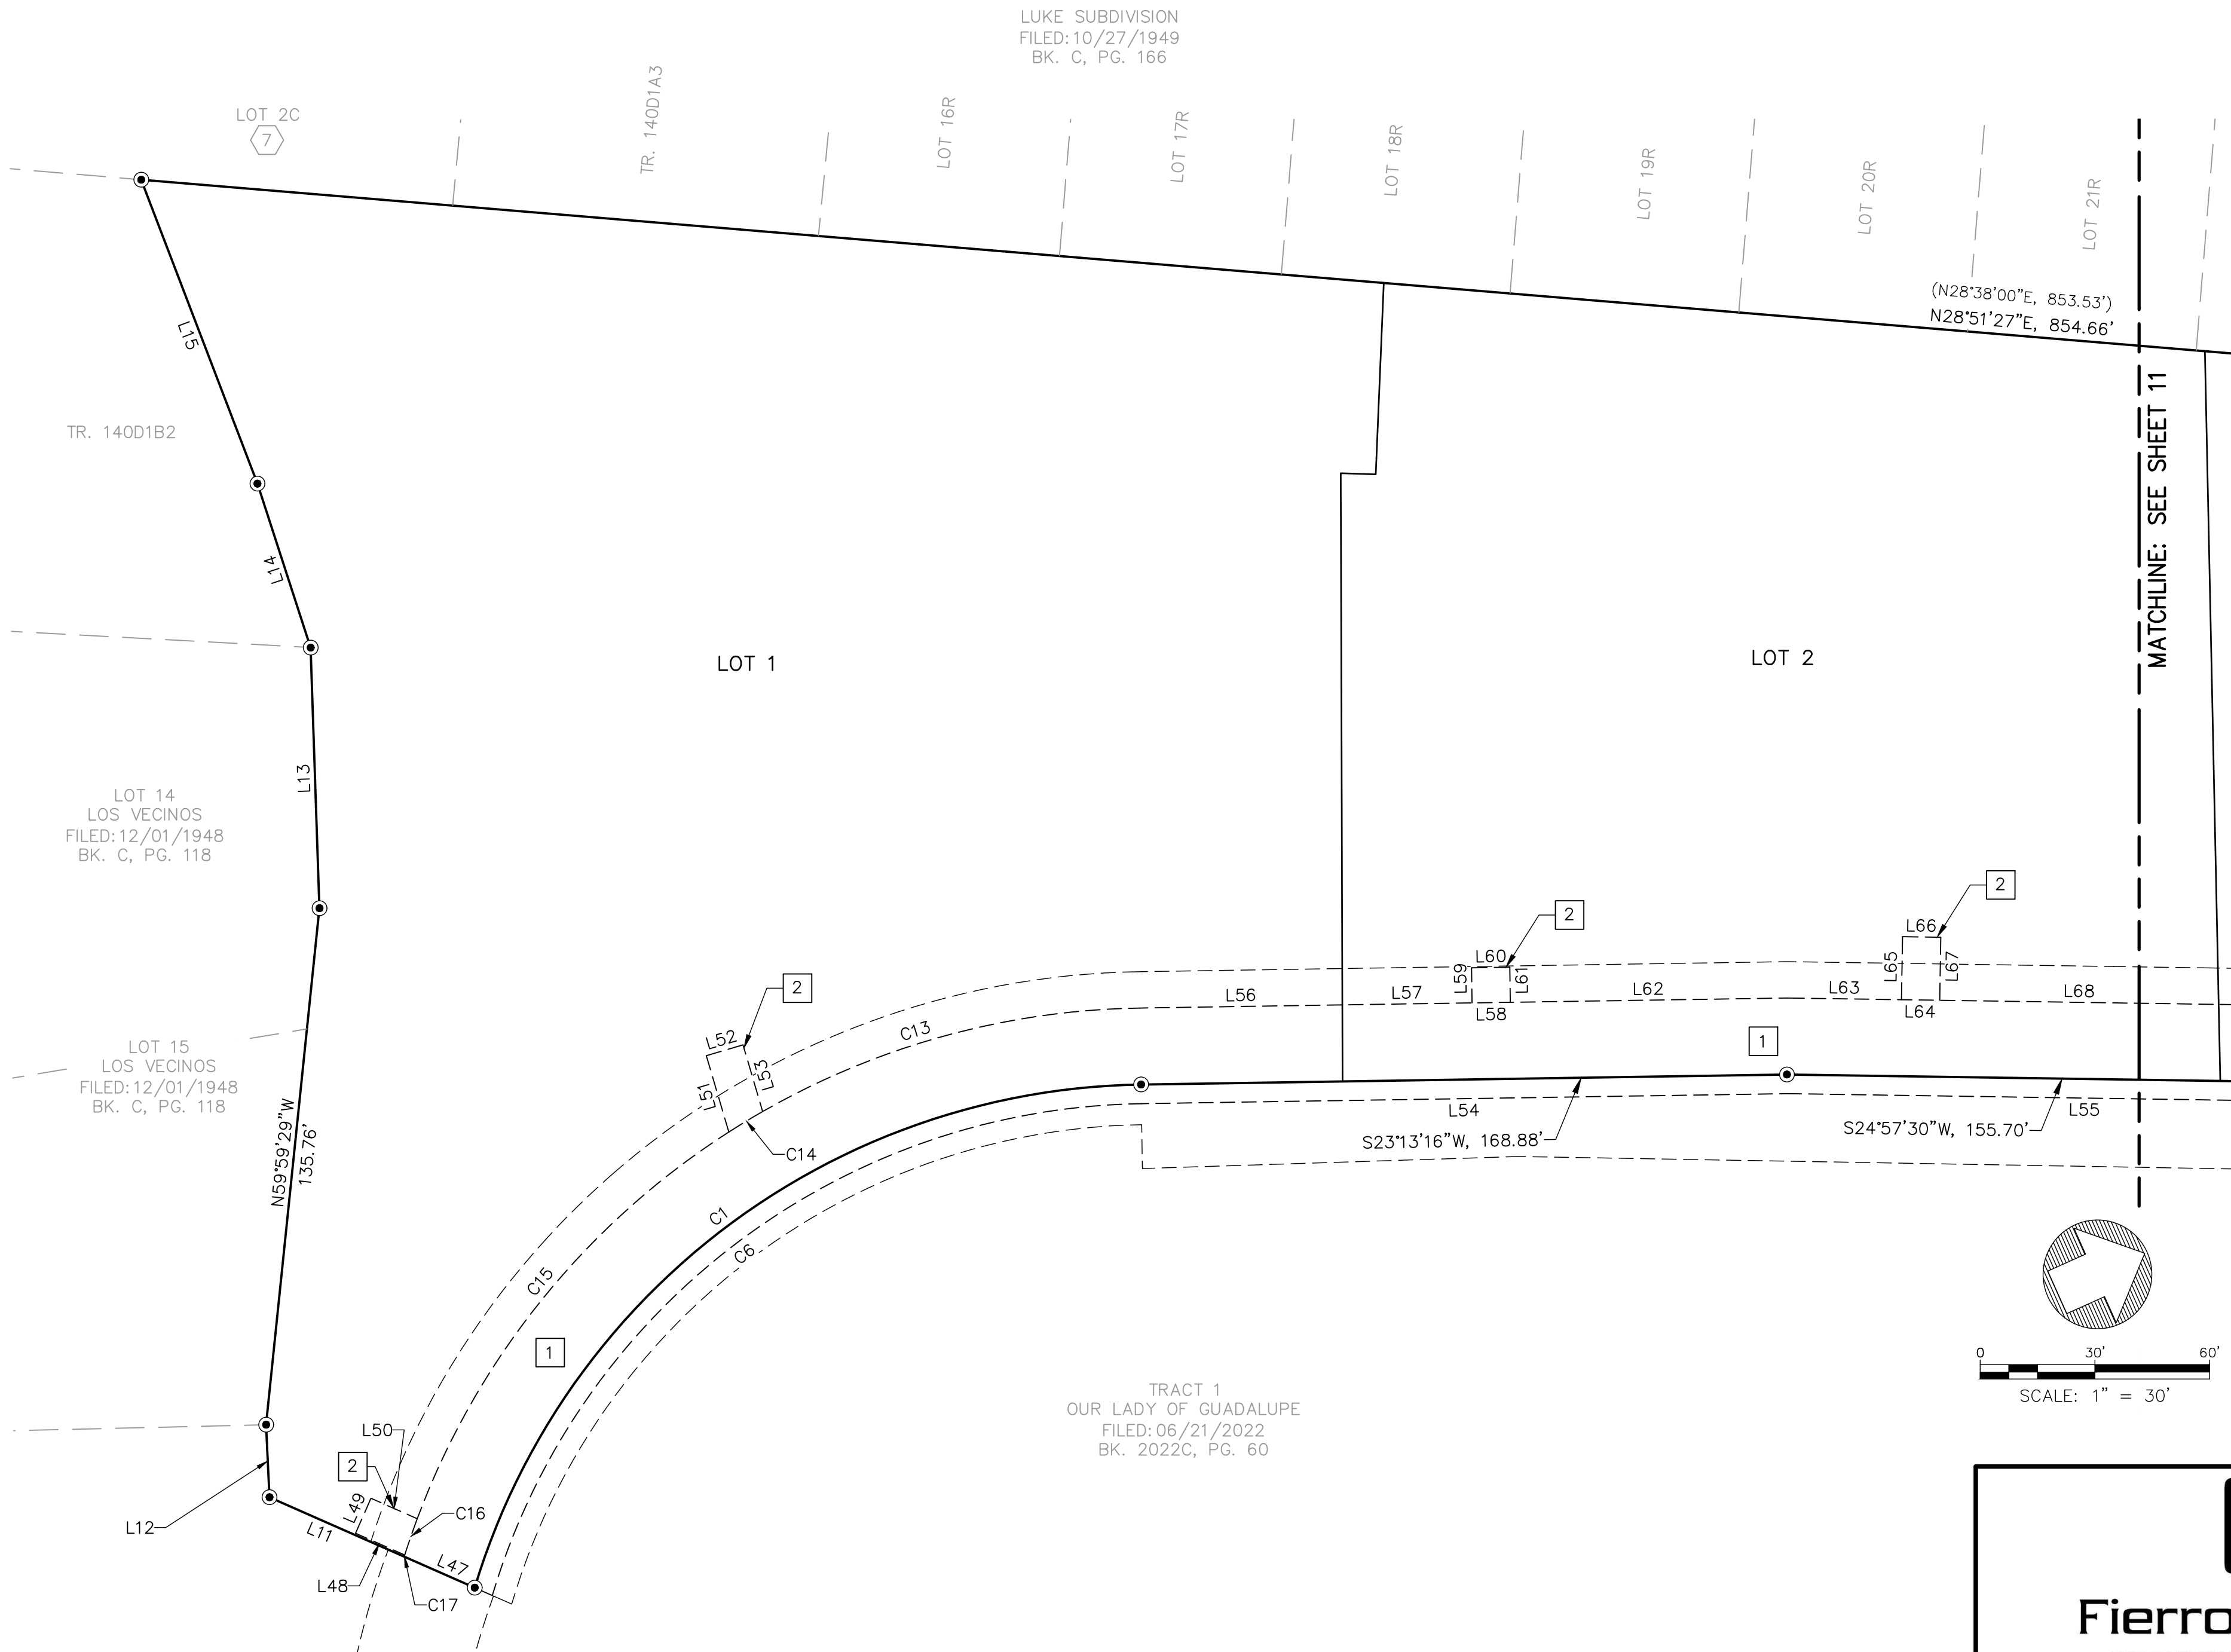 LUKE SUBDIVISION
FILED: 10/27/1949
BK. C, PG. 166
LOT 2C
7
TR. 140D1A3
LOT 16R
LOT 17R
LOT 18R
LOT 19R
LOT 20R
LOT 21R
(N28°38'00"E, 853.53')
N28°51'27"E, 854.66'
MATCHLINE: SEE SHEET 11
L15
TR. 140D1B2
L14
LOT 1
LOT 2
L13
LOT 14
LOS VECINOS
FILED: 12/01/1948
BK. C, PG. 118
2
L66
L65
L67
2
L60
L59
L61
L56
L57
L58
L62
L63
L64
L68
2
L52
L51
L53
C13
C14
1
LOT 15
LOS VECINOS
FILED: 12/01/1948
BK. C, PG. 118
N59°59'29"W
135.76'
L54
L55
S23°13'16"W, 168.88'
S24°57'30"W, 155.70'
C1
C6
C15
1
0 30' 60'
SCALE: 1" = 30'
TRACT 1
OUR LADY OF GUADALUPE
FILED: 06/21/2022
BK. 2022C, PG. 60
L50
2
L49
C16
L12
L11
L47
L48
C17
Fierro